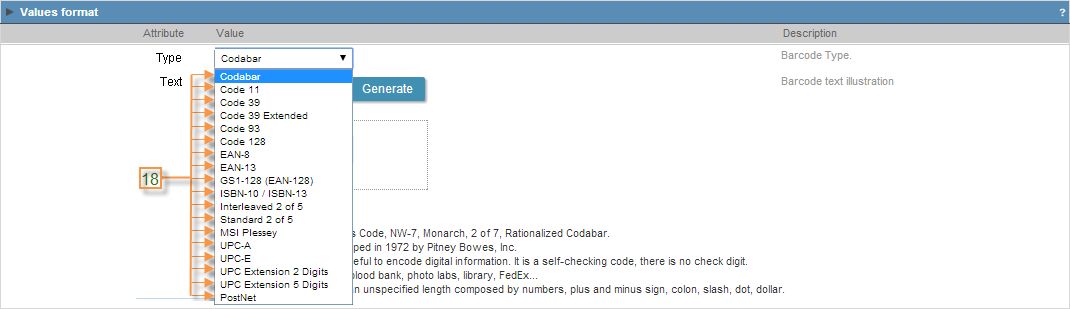 Values format ?
Attribute Value Description
Type Codabar Barcode Type.
Text Barcode text illustration
Codabar
Code 11
Generate
Code 39
Code 39 Extended
Code 93
Code 128
EAN-8
EAN-13
18
GS1-128 (EAN-128)
ISBN-10 / ISBN-13
Interleaved 2 of 5
Standard 2 of 5
MSI Plessey
s Code, NW-7, Monarch, 2 of 7, Rationalized Codabar.
UPC-A
ped in 1972 by Pitney Bowes, Inc.
UPC-E
eful to encode digital information. It is a self-checking code, there is no check digit.
UPC Extension 2 Digits
blood bank, photo labs, library, FedEx...
UPC Extension 5 Digits
an unspecified length composed by numbers, plus and minus sign, colon, slash, dot, dollar.
PostNet